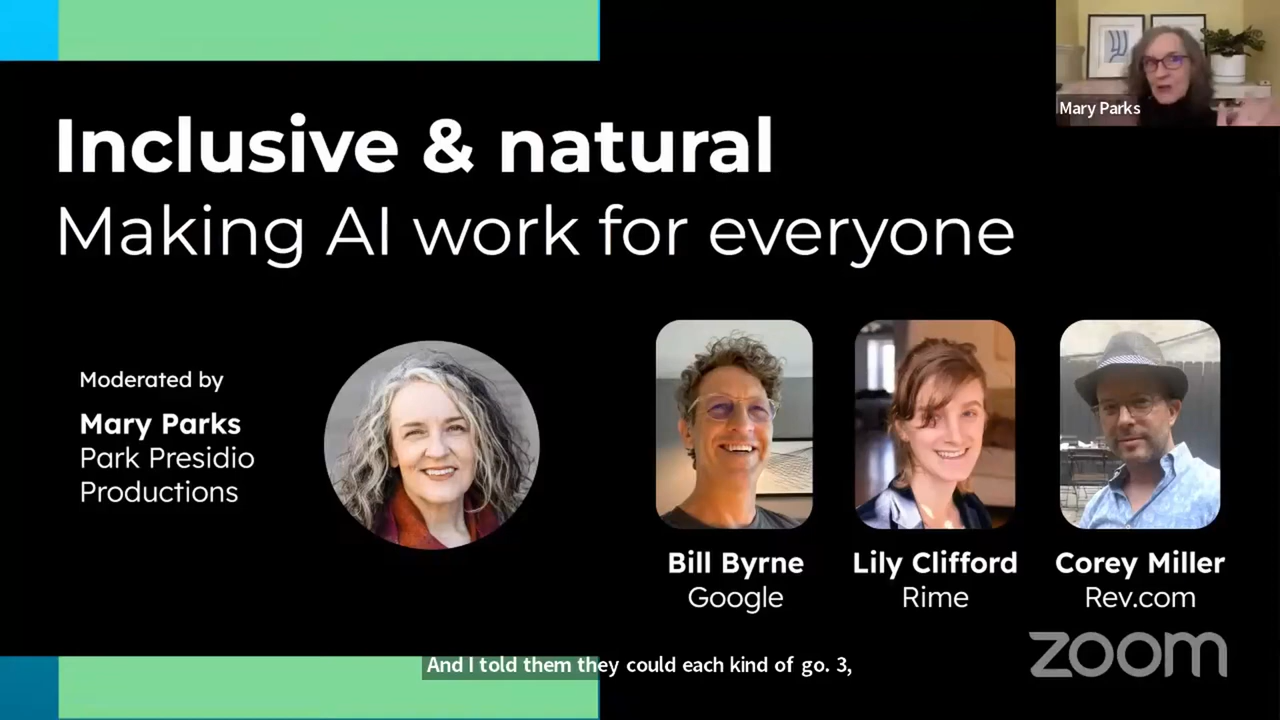 Mary Parks
Inclusive & natural
Making AI work for everyone
Moderated by
Mary Parks
Park Presidio
Productions
Bill Byrne
Google
Lily Clifford
Rime
Corey Miller
Rev.com
And I told them they could each kind of go. 3,
zoom